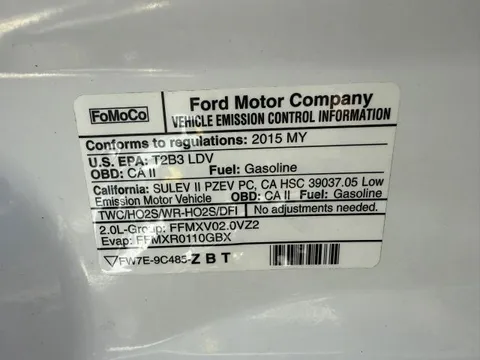 FoMoCo
Ford Motor Company
VEHICLE EMISSION CONTROL INFORMATION
Conforms to regulations: 2015 MY
U.S. EPA: T2B3 LDV
OBD: CA II Fuel: Gasoline
California: SULEV II PZEV PC, CA HSC 39037.05 Low
Emission Motor Vehicle OBD: CA II Fuel: Gasoline
TWC/HO2S/WR-HO2S/DFI No adjustments needed.
2.0L-Group: FFMXV02.0VZ2
Evap: FFMXR0110GBX
FW7E-9C485-Z B T